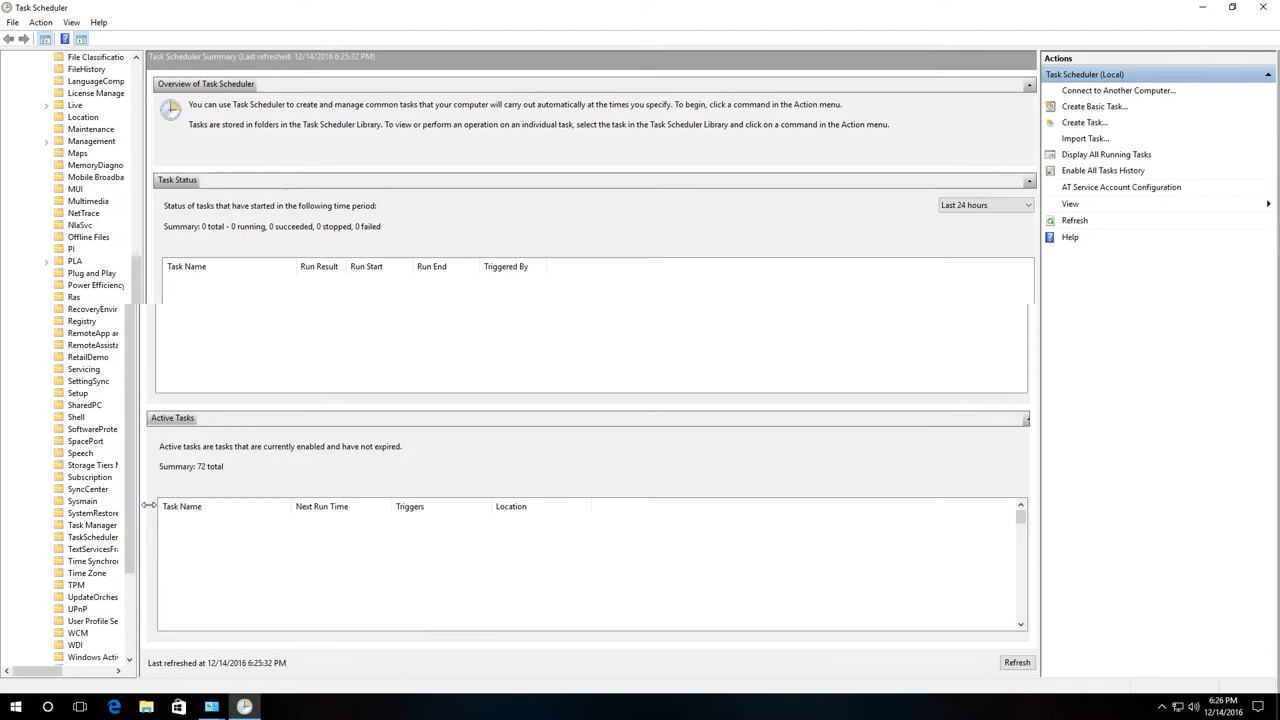 Task Scheduler
File Action View Help
File Classificatio
FileHistory
LanguageComp
License Manage
Live
Location
Maintenance
Management
Maps
MemoryDiagno
Mobile Broadba
MUI
Multimedia
NetTrace
NlaSvc
Offline Files
PI
PLA
Plug and Play
Power Efficiency
Ras
RecoveryEnvir
Registry
RemoteApp ar
RemoteAssista
RetailDemo
Servicing
SettingSync
Setup
SharedPC
Shell
SoftwareProte
SpacePort
Speech
Storage Tiers M
Subscription
SyncCenter
Sysmain
SystemRestore
Task Manager
TaskScheduler
TextServicesFra
Time Synchro
Time Zone
TPM
UpdateOrches
UPnP
User Profile Se
WCM
WDI
Windows Activ
Task Scheduler Summary (Last refreshed: 12/14/2016 6:25:32 PM)
Overview of Task Scheduler
You can use Task Scheduler to create and manage common tasks that your computer will carry out automatically at the times you specify. To begin, click a command in the Action menu.
Tasks are stored in folders in the Task Scheduler Library. To view or perform an operation on an individual task, select the task in the Task Scheduler Library and click on a command in the Action menu.
Task Status
Status of tasks that have started in the following time period:
Last 24 hours
Summary: 0 total - 0 running, 0 succeeded, 0 stopped, 0 failed
Task Name Run Result Run Start Run End Triggered By
Active Tasks
Active tasks are tasks that are currently enabled and have not expired.
Summary: 72 total
Task Name Next Run Time Triggers Location
Last refreshed at 12/14/2016 6:25:32 PM
Refresh
Actions
Task Scheduler (Local)
Connect to Another Computer...
Create Basic Task...
Create Task...
Import Task...
Display All Running Tasks
Enable All Tasks History
AT Service Account Configuration
View
Refresh
Help
6:26 PM
12/14/2016